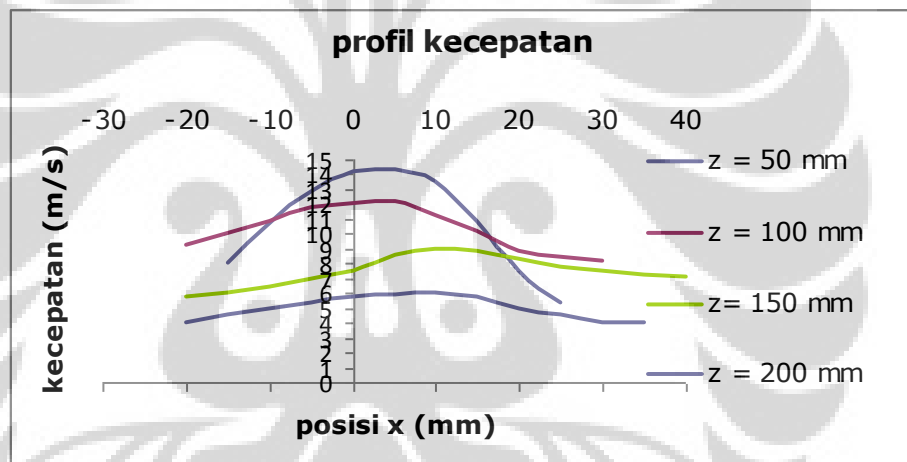 profil kecepatan
-30 -20 -10 0 10 20 30 40
kecepatan (m/s)
15
14
13
12
11
10
9
8
7
6
5
4
3
2
1
0
z = 50 mm
z = 100 mm
z= 150 mm
z = 200 mm
posisi x (mm)